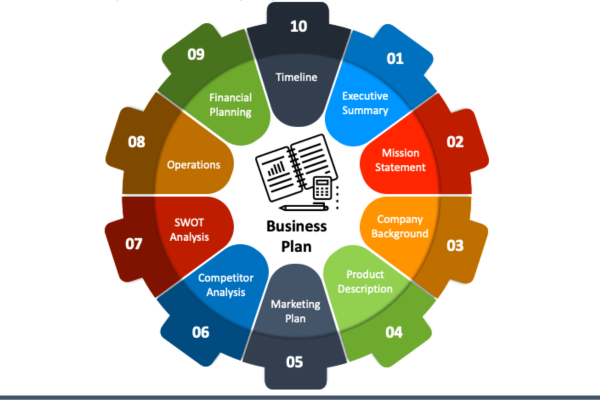 10
Timeline
01
Executive
Summary
02
Mission
Statement
03
Company
Background
04
Product
Description
05
Marketing
Plan
06
Competitor
Analysis
07
SWOT
Analysis
08
Operations
09
Financial
Planning
Business
Plan